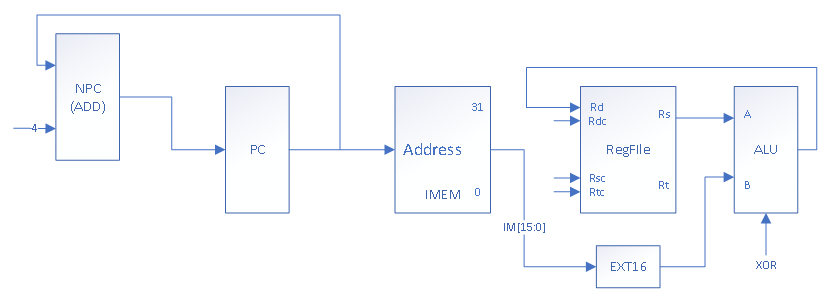 NPC
(ADD)
4
PC
31
Address
IMEM
0
IM[15:0]
Rd
Rdc
Rs
RegFIle
Rsc
Rtc
Rt
EXT16
A
ALU
B
XOR